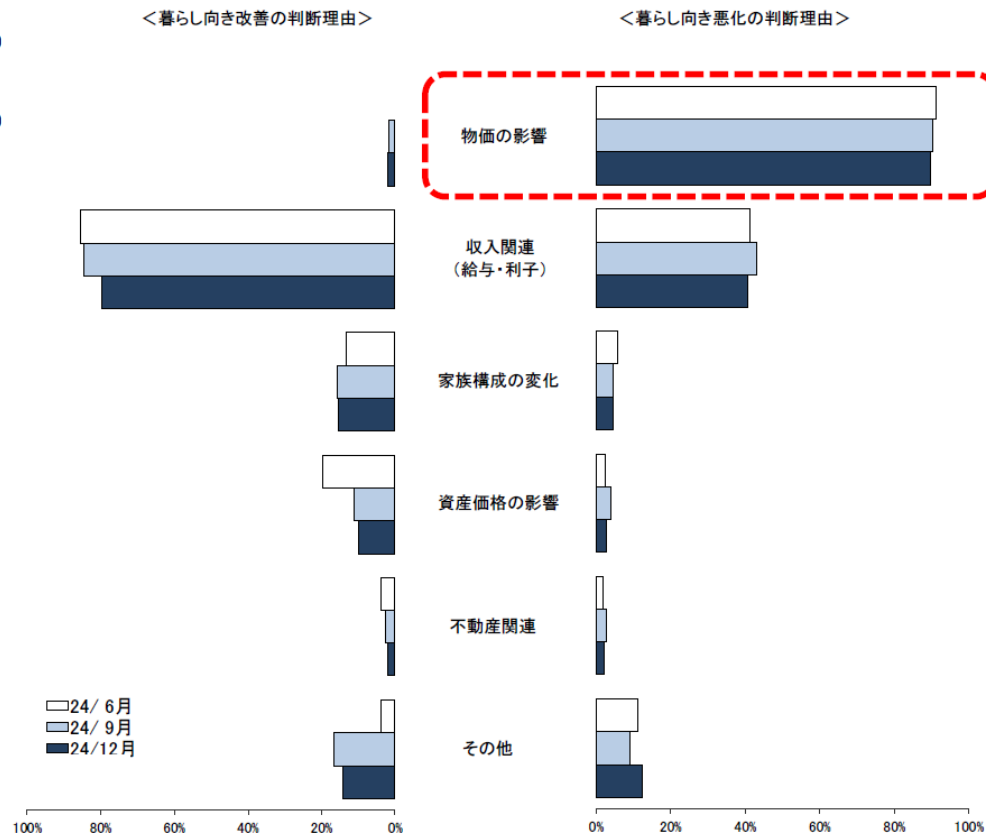 ＜暮らし向き改善の判断理由＞
＜暮らし向き悪化の判断理由＞
物価の影響
収入関連
（給与・利子）
家族構成の変化
資産価格の影響
不動産関連
その他
24/ 6月
24/ 9月
24/12月
100% 80% 60% 40% 20% 0%
0% 20% 40% 60% 80% 100%